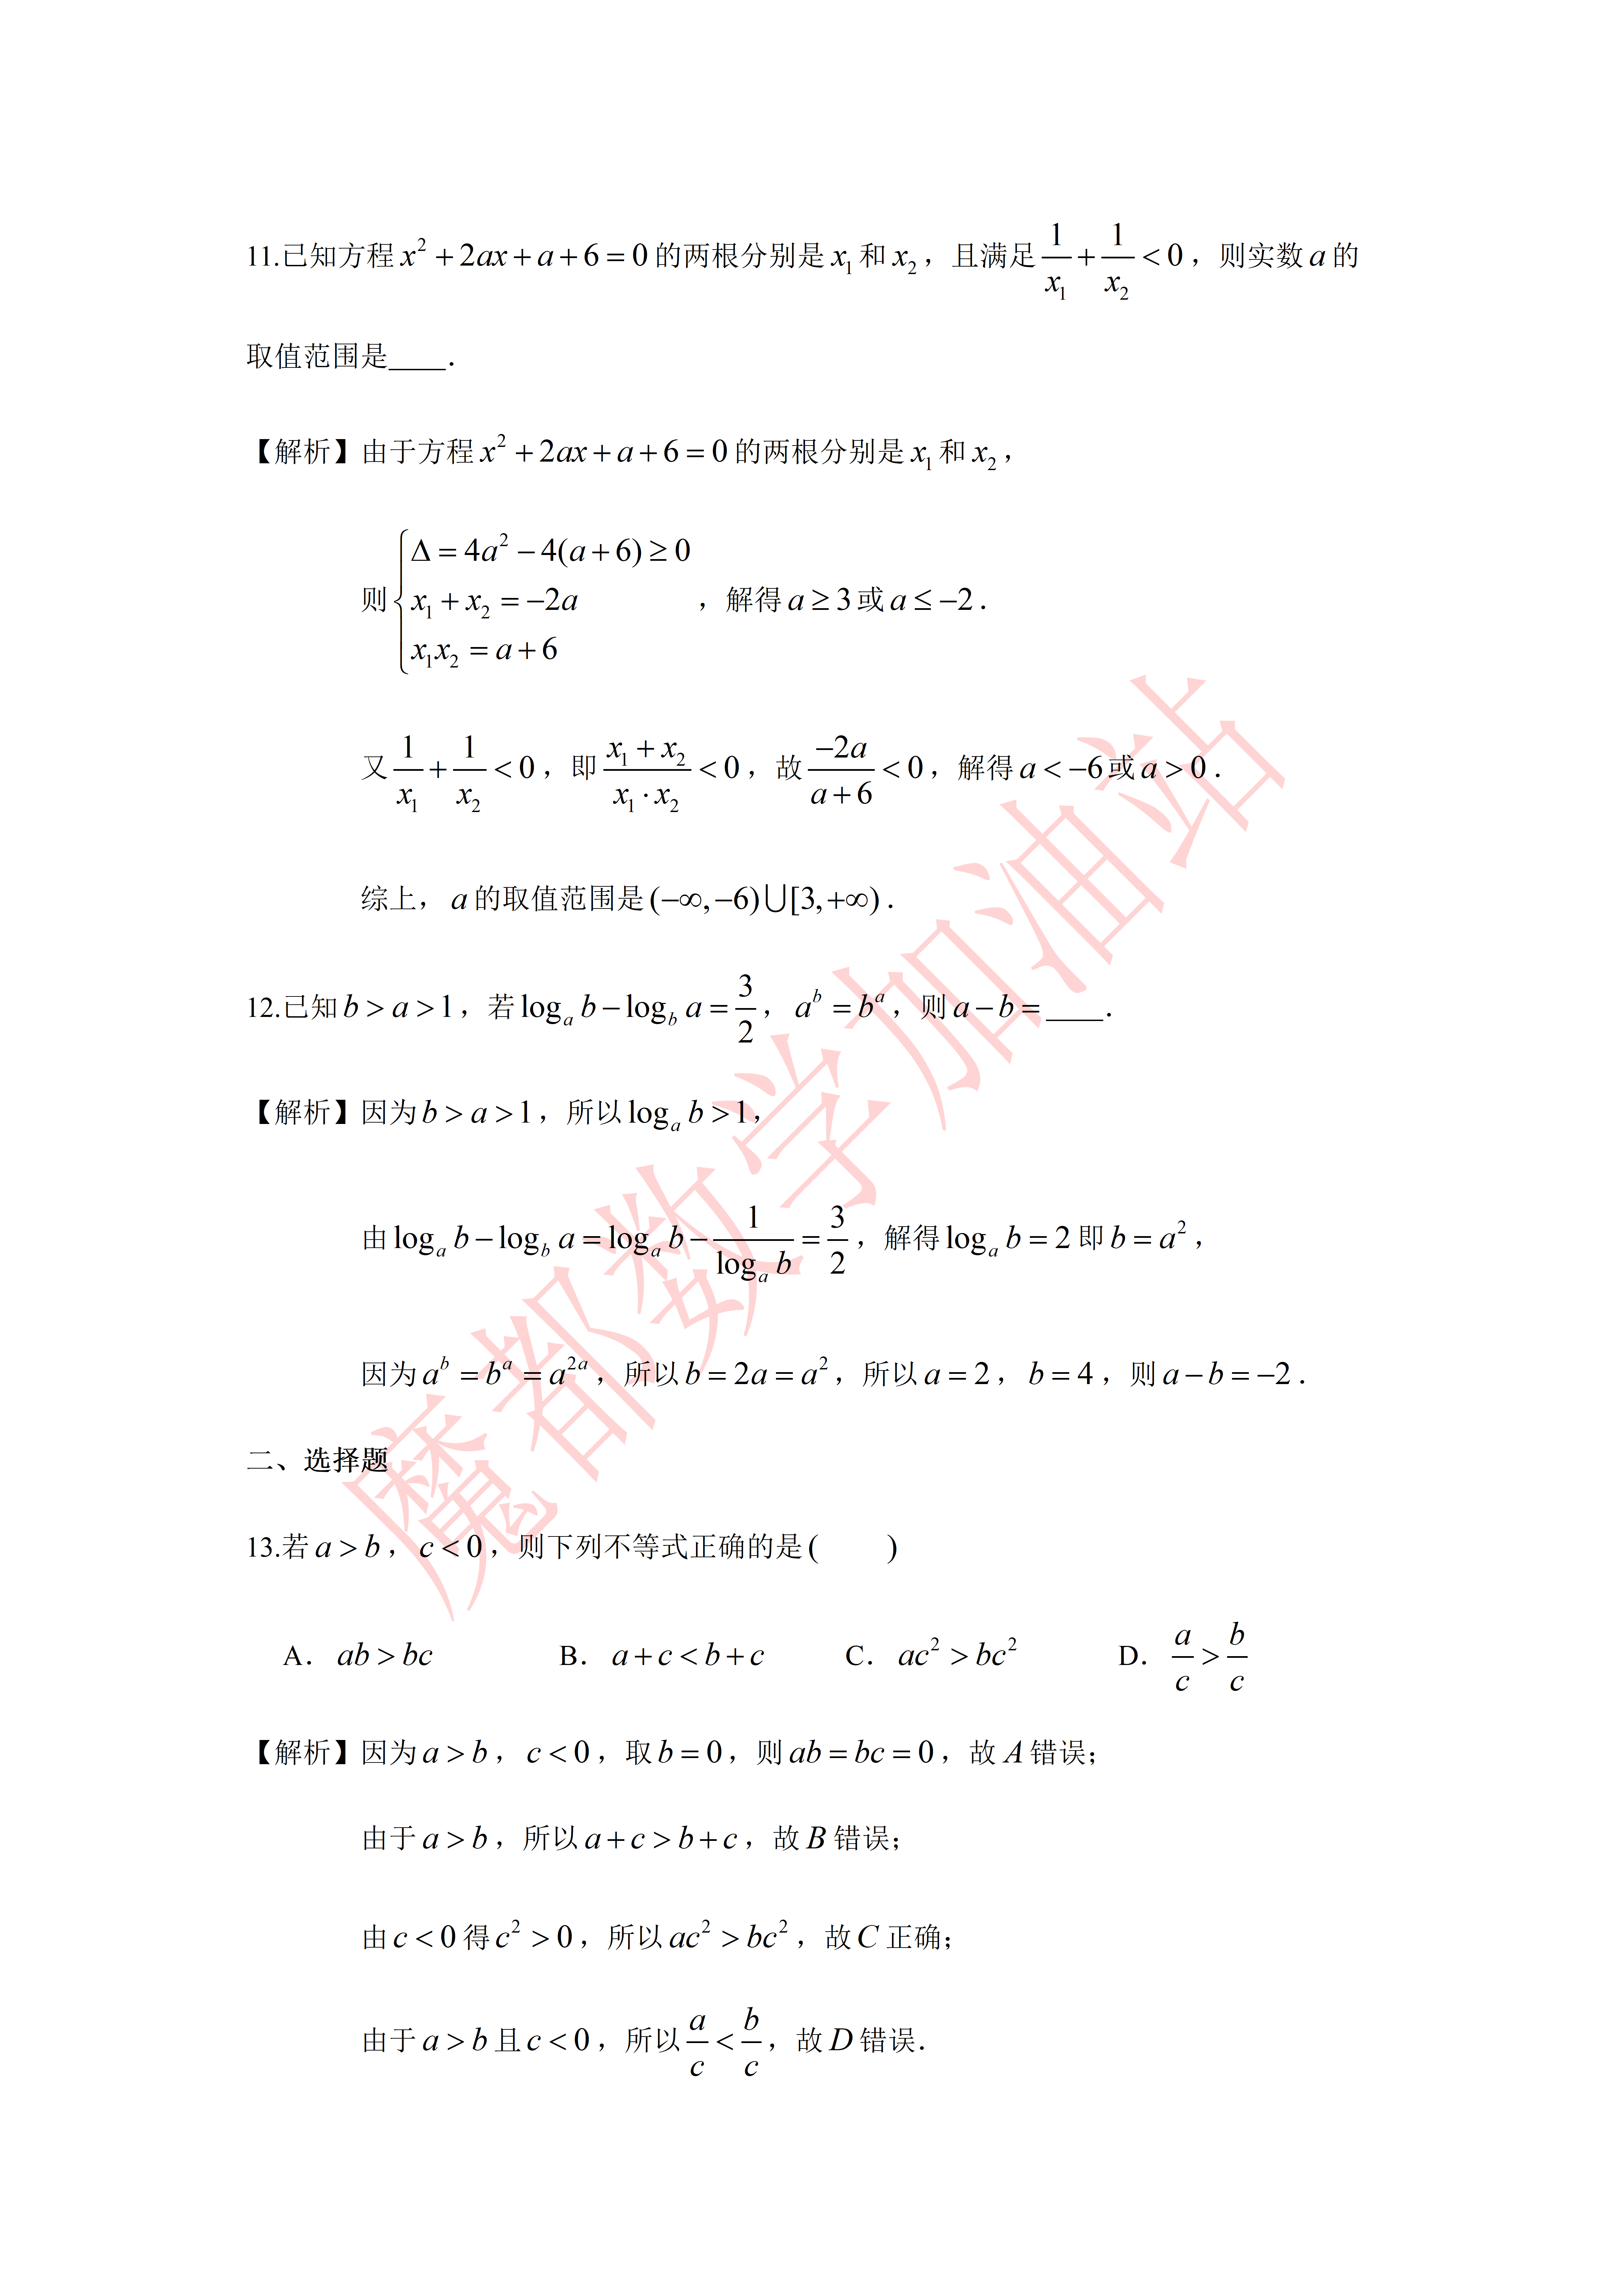 11.已知方程 $x^2+2ax+a+6=0$ 的两根分别是 $x_1$ 和 $x_2$，且满足 $\frac{1}{x_1}+\frac{1}{x_2}<0$，则实数 $a$ 的
取值范围是____．
【解析】由于方程 $x^2+2ax+a+6=0$ 的两根分别是 $x_1$ 和 $x_2$，
则 $\begin{cases}\Delta=4a^2-4(a+6)\geq 0\\x_1+x_2=-2a\\x_1x_2=a+6\end{cases}$，解得 $a\geq 3$ 或 $a\leq -2$．
又 $\frac{1}{x_1}+\frac{1}{x_2}<0$，即 $\frac{x_1+x_2}{x_1\cdot x_2}<0$，故 $\frac{-2a}{a+6}<0$，解得 $a<-6$ 或 $a>0$．
综上，$a$ 的取值范围是 $(-\infty,-6)\bigcup[3,+\infty)$．
12.已知 $b>a>1$，若 $\log_a b-\log_b a=\frac{3}{2}$，$a^b=b^a$，则 $a-b=$____．
【解析】因为 $b>a>1$，所以 $\log_a b>1$，
由 $\log_a b-\log_b a=\log_a b-\frac{1}{\log_a b}=\frac{3}{2}$，解得 $\log_a b=2$ 即 $b=a^2$，
因为 $a^b=b^a=a^{2a}$，所以 $b=2a=a^2$，所以 $a=2$，$b=4$，则 $a-b=-2$．
二、选择题
13.若 $a>b$，$c<0$，则下列不等式正确的是 (    )
A． $ab>bc$ B． $a+c<b+c$ C． $ac^2>bc^2$ D． $\frac{a}{c}>\frac{b}{c}$
【解析】因为 $a>b$，$c<0$，取 $b=0$，则 $ab=bc=0$，故 $A$ 错误；
由于 $a>b$，所以 $a+c>b+c$，故 $B$ 错误；
由 $c<0$ 得 $c^2>0$，所以 $ac^2>bc^2$，故 $C$ 正确；
由于 $a>b$ 且 $c<0$，所以 $\frac{a}{c}<\frac{b}{c}$，故 $D$ 错误．
魔都数学加油站